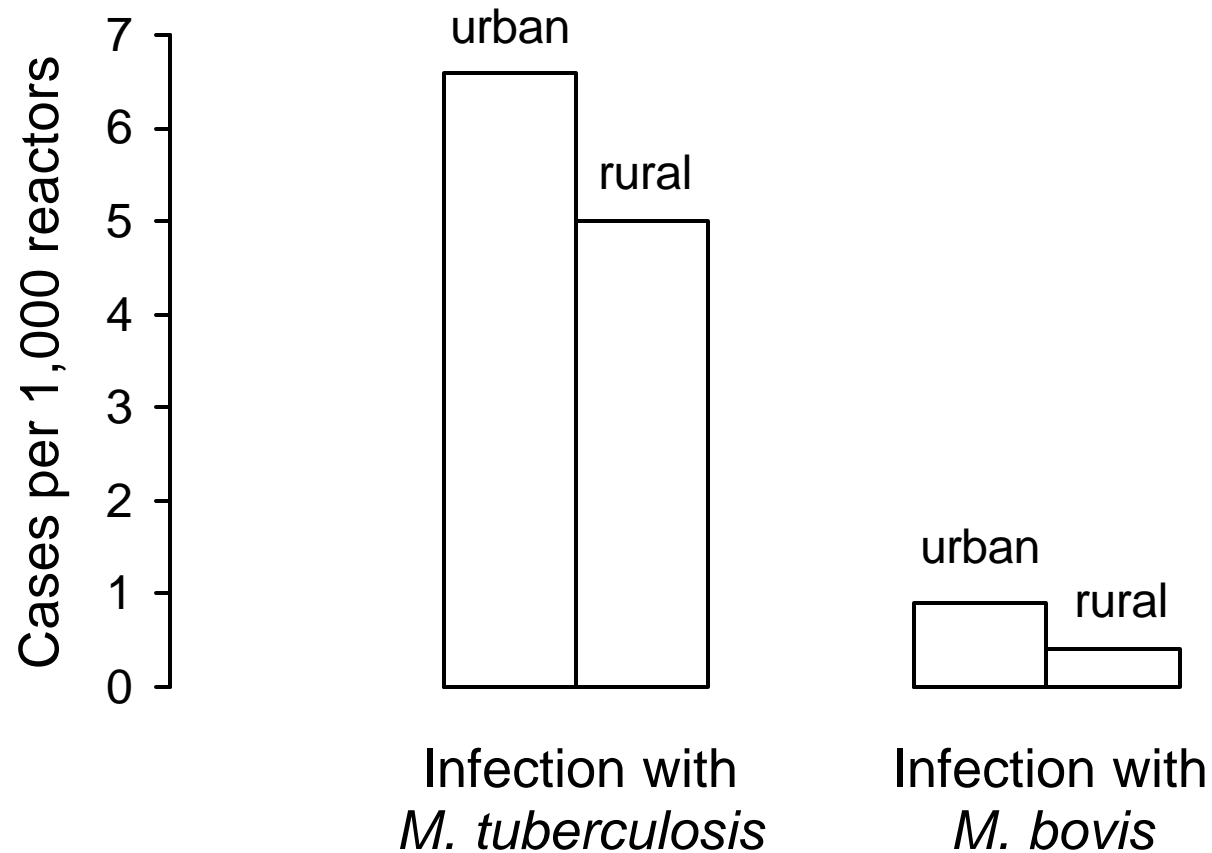 Cases per 1,000 reactors
7
6
5
4
3
2
1
0
urban
rural
urban
rural
Infection with
M. tuberculosis
Infection with
M. bovis